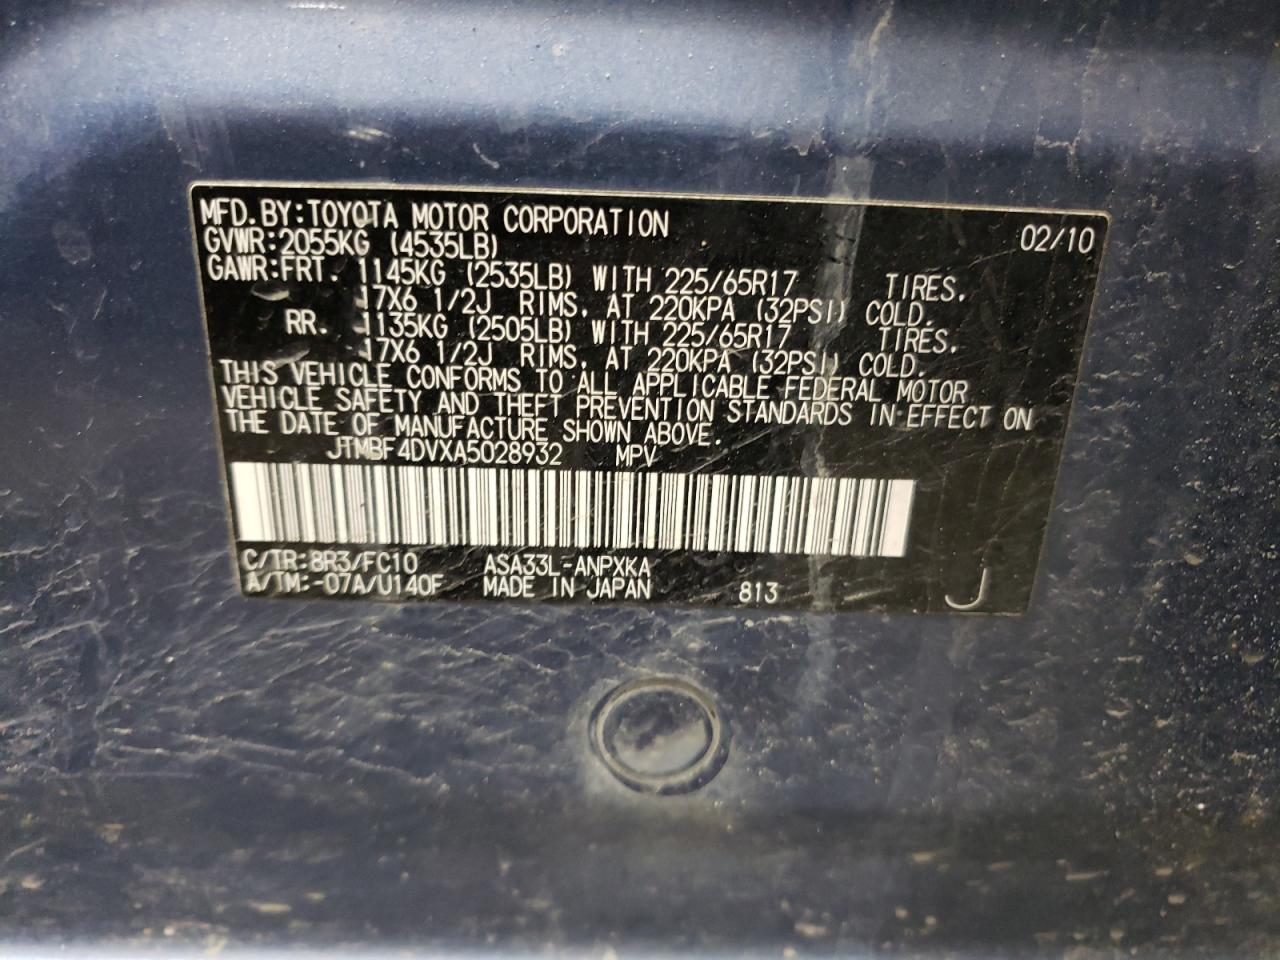 MFD.BY:TOYOTA MOTOR CORPORATION 02/10
GVWR:2055KG (4535LB)
GAWR:FRT. 1145KG (2535LB) WITH 225/65R17 TIRES,
17X6 1/2J RIMS, AT 220KPA (32PSI) COLD.
RR. 1135KG (2505LB) WITH 225/65R17 TIRES,
17X6 1/2J RIMS, AT 220KPA (32PSI) COLD.
THIS VEHICLE CONFORMS TO ALL APPLICABLE FEDERAL MOTOR
VEHICLE SAFETY AND THEFT PREVENTION STANDARDS IN EFFECT ON
THE DATE OF MANUFACTURE SHOWN ABOVE.
JTMBF4DVXA5028932 MPV
C/TR:8R3/FC10 ASA33L-ANPXKA
A/TM:-07A/U140F MADE IN JAPAN 813 J